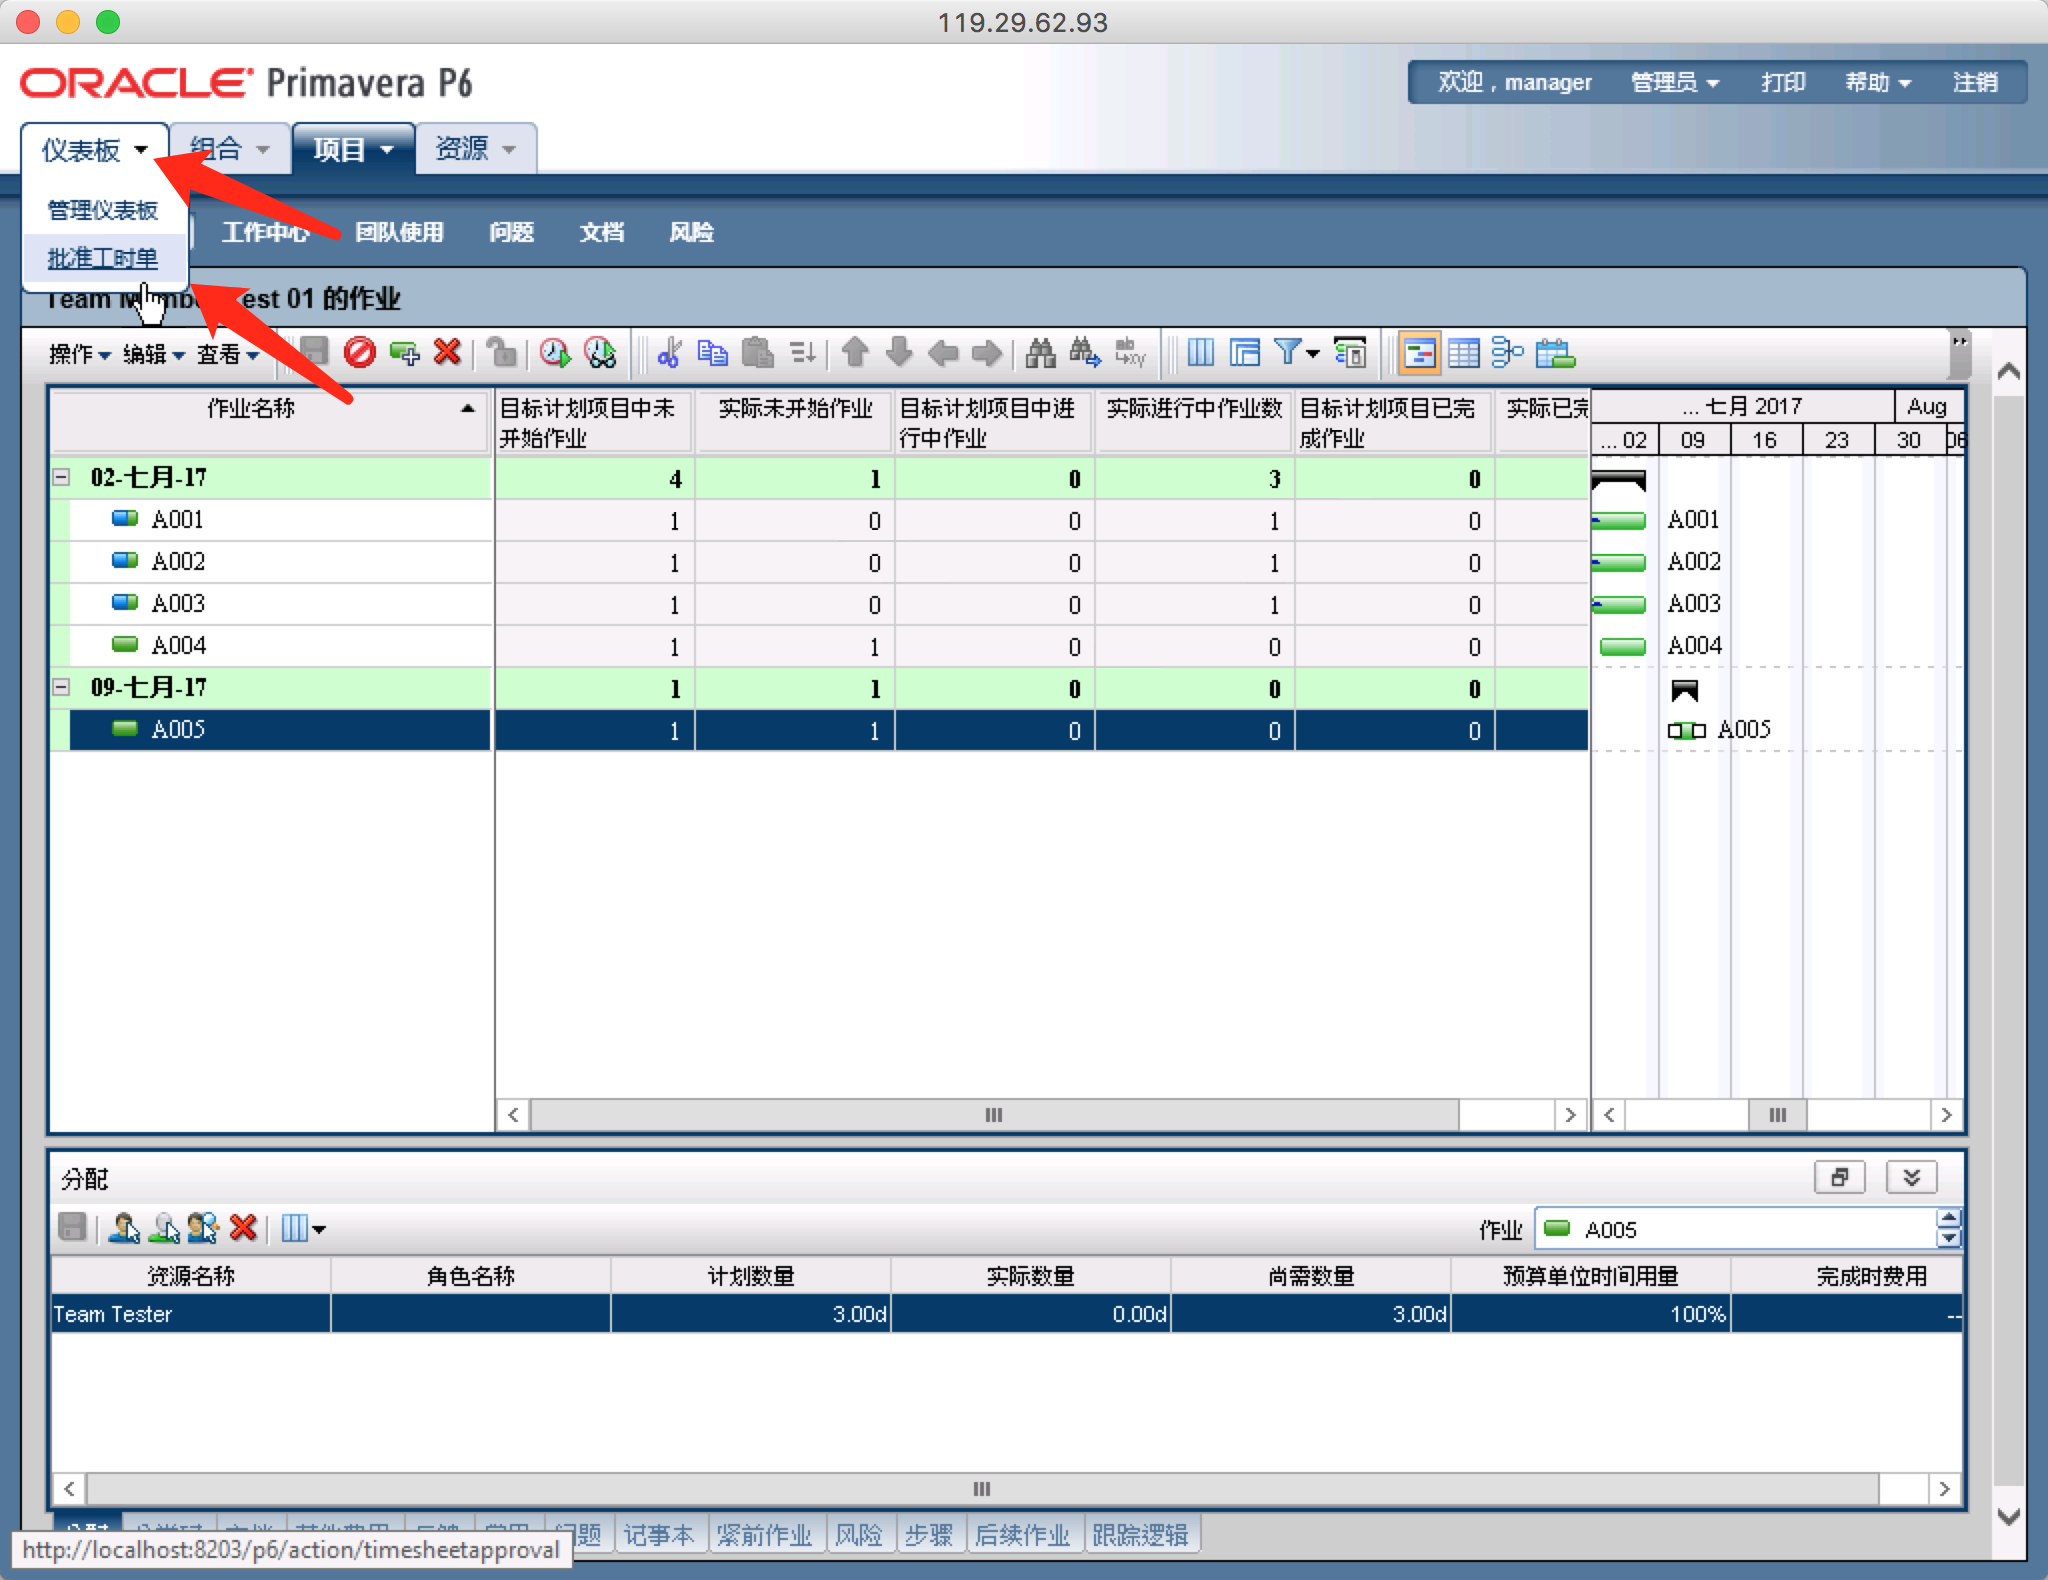 119.29.62.93
ORACLE Primavera P6
欢迎，manager 管理员 打印 帮助 注销
仪表板 组合 项目 资源
管理仪表板
批准工时单
工作中心 团队使用 问题 文档 风险
est 01 的作业
操作 编辑 查看
作业名称 目标计划项目中未开始作业 实际未开始作业 目标计划项目中进行中作业 实际进行中作业数 目标计划项目已完成作业 实际已完
... 七月 2017 Aug
... 02 09 16 23 30 06
02-七月-17 4 1 0 3 0
A001 1 0 0 1 0 A001
A002 1 0 0 1 0 A002
A003 1 0 0 1 0 A003
A004 1 1 0 0 0 A004
09-七月-17 1 1 0 0 0
A005 1 1 0 0 0 A005
分配
作业 A005
资源名称 角色名称 计划数量 实际数量 尚需数量 预算单位时间用量 完成时费用
Team Tester 3.00d 0.00d 3.00d 100% --
记事本 紧前作业 风险 步骤 后续作业 跟踪逻辑
http://localhost:8203/p6/action/timesheetapproval